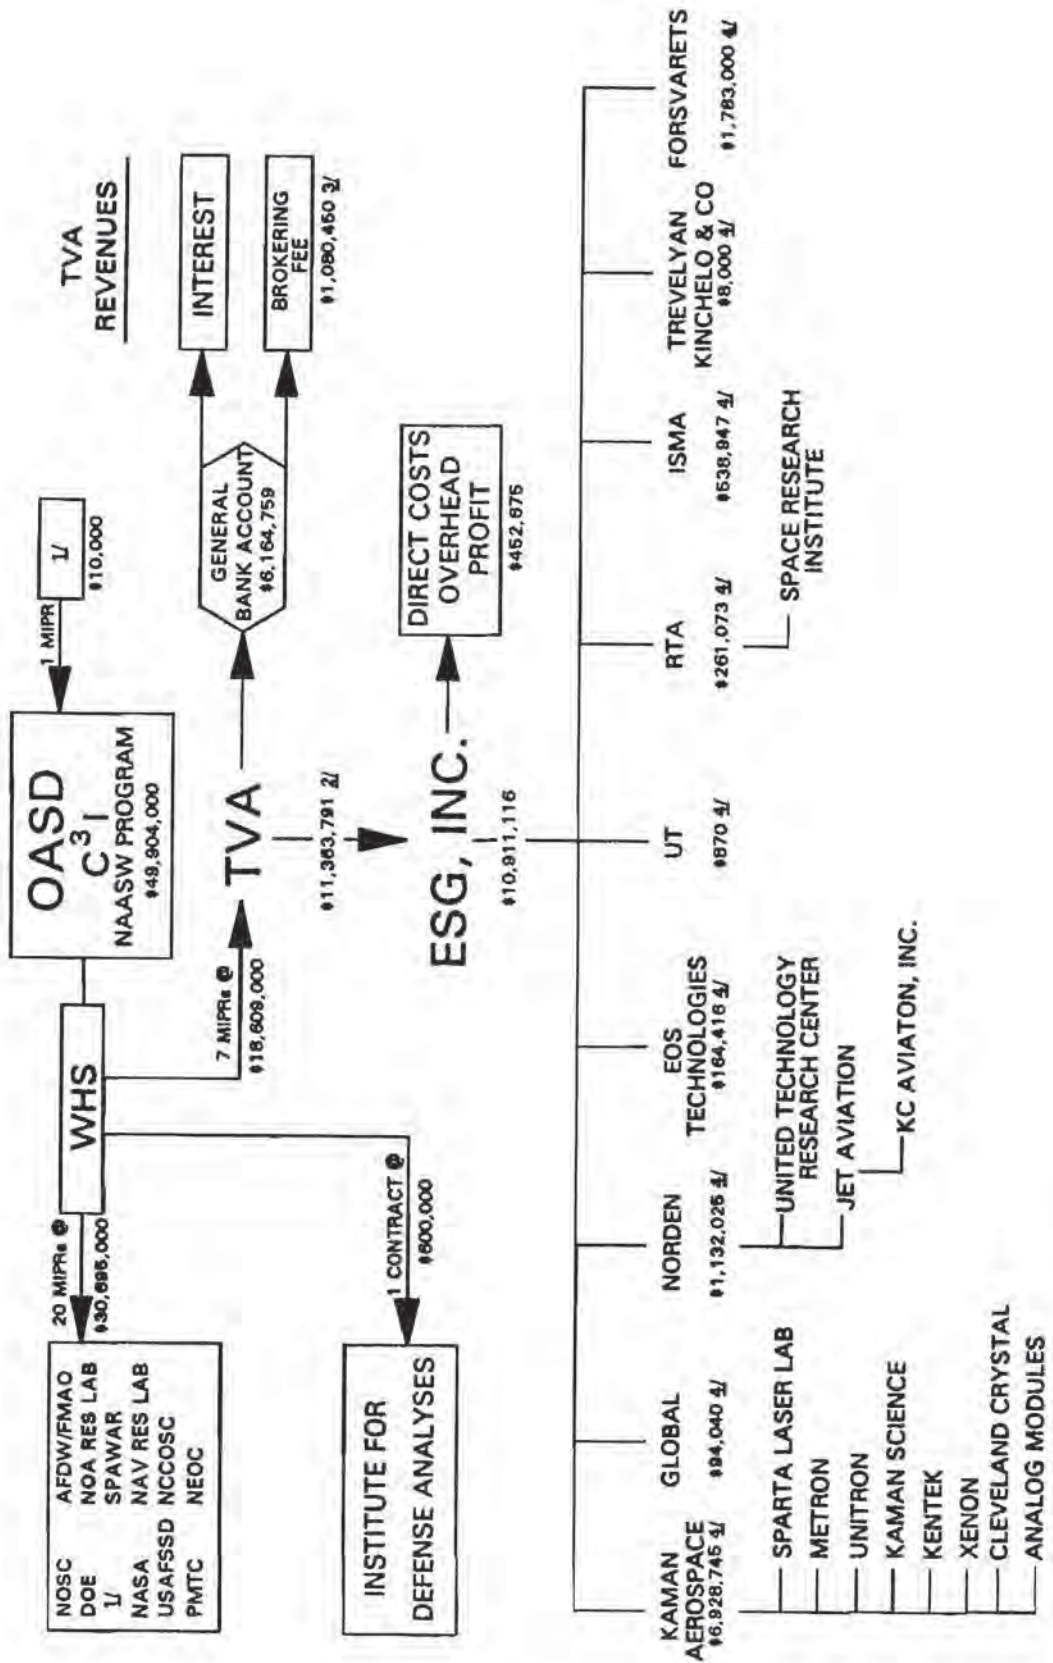 OASD
C³I
NAASW PROGRAM
$49,904,000
1 MIPR
1/
$10,000
TVA
REVENUES
WHS
20 MIPRs @
$30,695,000
NOSC AFDW/FMAO
DOE NOA RES LAB
1/ SPAWAR
NASA NAV RES LAB
USAFSSD NCCOSC
PMTC NEOC
7 MIPRs @
$18,609,000
TVA
GENERAL
BANK ACCOUNT
$6,164,759
INTEREST
BROKERING
FEE
$1,080,450 3/
1 CONTRACT @
$600,000
INSTITUTE FOR
DEFENSE ANALYSES
$11,363,791 2/
ESG, INC.
DIRECT COSTS
OVERHEAD
PROFIT
$452,675
$10,911,116
KAMAN
AEROSPACE
$6,928,745 4/
GLOBAL
$94,040 4/
NORDEN
$1,132,025 4/
EOS
TECHNOLOGIES
$164,416 4/
UT
$870 4/
RTA
$261,073 4/
ISMA
$538,947 4/
TREVELYAN
KINCHELO & CO
$8,000 4/
FORSVARETS
$1,783,000 4/
SPARTA LASER LAB
METRON
UNITRON
KAMAN SCIENCE
KENTEK
XENON
CLEVELAND CRYSTAL
ANALOG MODULES
UNITED TECHNOLOGY
RESEARCH CENTER
JET AVIATION
KC AVIATON, INC.
SPACE RESEARCH
INSTITUTE